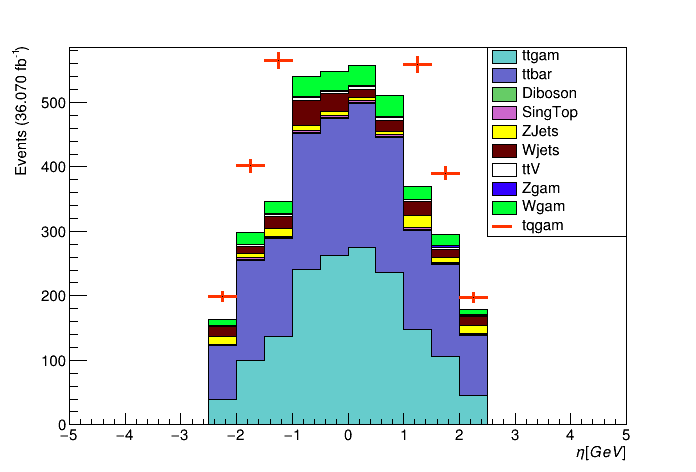 Events (36.070 fb⁻¹)
500
400
300
200
100
0
−5 −4 −3 −2 −1 0 1 2 3 4 5
η[GeV]
ttgam
ttbar
Diboson
SingTop
ZJets
Wjets
ttV
Zgam
Wgam
tqgam